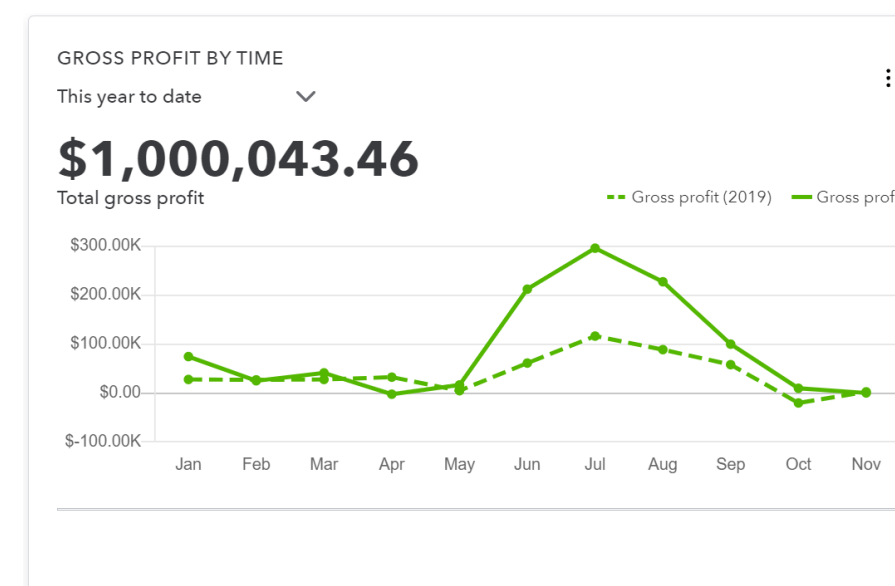 GROSS PROFIT BY TIME
This year to date
$1,000,043.46
Total gross profit
Gross profit (2019) Gross prof
$300.00K
$200.00K
$100.00K
$0.00
$-100.00K
Jan Feb Mar Apr May Jun Jul Aug Sep Oct Nov